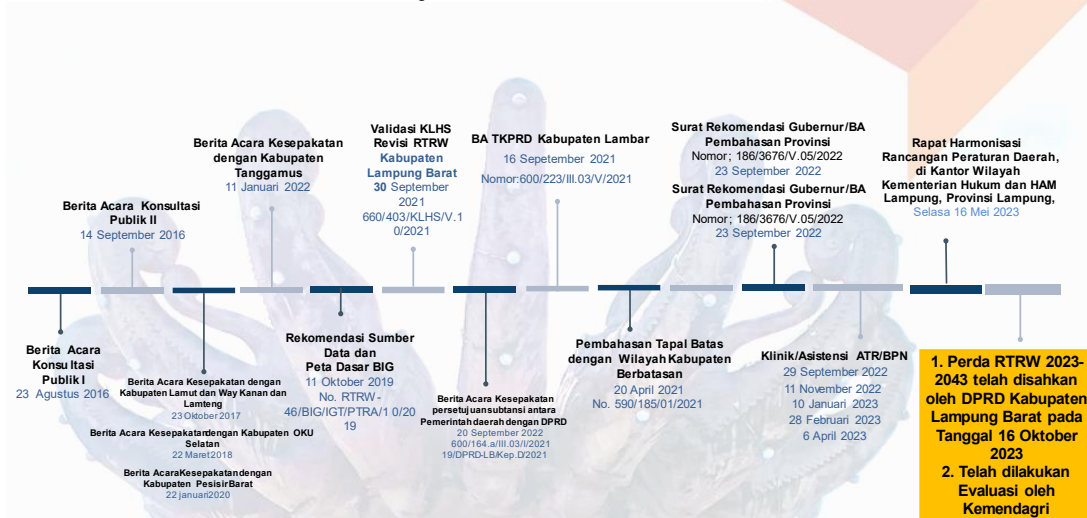 Berita Acara Konsultasi
Publik II
14 September 2016
Berita Acara Kesepakatan
dengan Kabupaten
Tanggamus
11 Januari 2022
Validasi KLHS
Revisi RTRW
Kabupaten
Lampung Barat
30 September
2021
660/403/KLHS/V.1
0/2021
BA TKPRD Kabupaten Lambar
16 Sepetember 2021
Nomor:600/223/III.03/V/2021
Surat Rekomendasi Gubernur/BA
Pembahasan Provinsi
Nomor; 186/3676/V.05/2022
23 September 2022
Surat Rekomendasi Gubernur/BA
Pembahasan Provinsi
Nomor; 186/3676/V.05/2022
23 September 2022
Rapat Harmonisasi
Rancangan Peraturan Daerah,
di Kantor Wilayah
Kementerian Hukum dan HAM
Lampung, Provinsi Lampung,
Selasa 16 Mei 2023
Berita Acara
Konsultasi
Publik I
23 Agustus 2016
Berita Acara Kesepakatan dengan
Kabupaten Lamut dan Way Kanan dan
Lamteng
23 Oktober 2017
Berita Acara Kesepakatan dengan Kabupaten OKU
Selatan
22 Maret 2018
Berita Acara Kesepakatan dengan
Kabupaten Pesisir Barat
22 januari 2020
Rekomendasi Sumber
Data dan
Peta Dasar BIG
11 Oktober 2019
No. RTRW-
46/BIG/IGT/PTRA/10/20
19
Berita Acara Kesepakatan
persetujuan subtansi antara
Pemerintah daerah dengan DPRD
20 September 2022
600/164.a/III.03/I/2021
19/DPRD-LB/Kep.D/2021
Pembahasan Tapal Batas
dengan Wilayah Kabupaten
Berbatasan
20 April 2021
No. 590/185/01/2021
Klinik/Asistensi ATR/BPN
29 September 2022
11 November 2022
10 Januari 2023
28 Februari 2023
6 April 2023
1. Perda RTRW 2023-
2043 telah disahkan
oleh DPRD Kabupaten
Lampung Barat pada
Tanggal 16 Oktober
2023
2. Telah dilakukan
Evaluasi oleh
Kemendagri